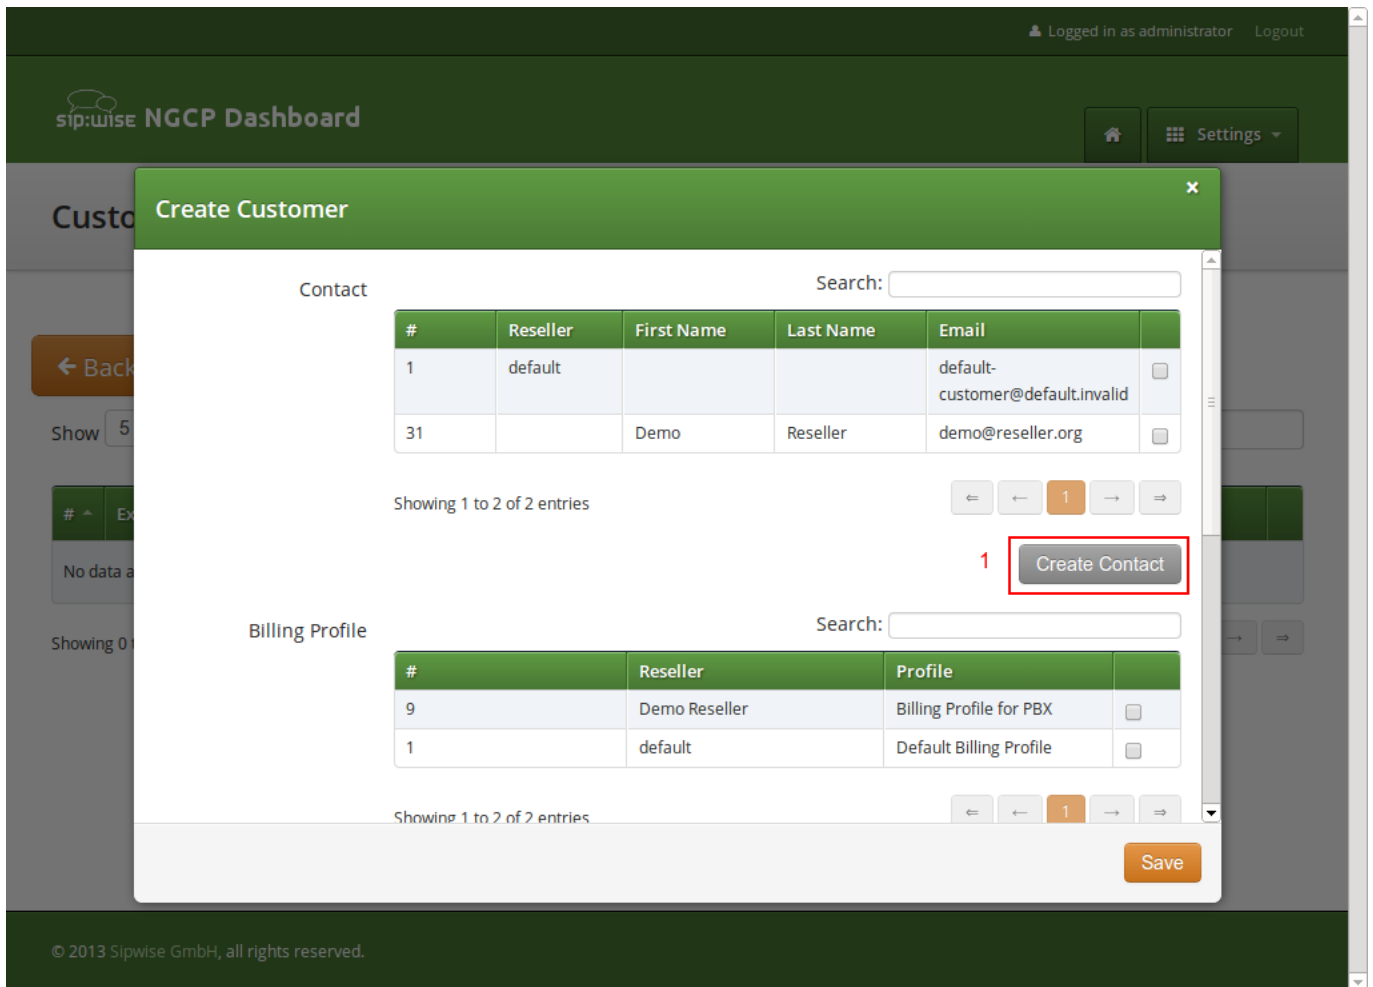 Logged in as administrator Logout
sip:wise NGCP Dashboard
Settings
Custo
Create Customer ×
Contact
Search:
# Reseller First Name Last Name Email
1 default default-
customer@default.invalid
31 Demo Reseller demo@reseller.org
Showing 1 to 2 of 2 entries
⇐ ← 1 → ⇒
1 Create Contact
Billing Profile
Search:
# Reseller Profile
9 Demo Reseller Billing Profile for PBX
1 default Default Billing Profile
Showing 1 to 2 of 2 entries
⇐ ← 1 → ⇒
Save
← Back
Show 5
# Ex
No data a
Showing 0 t
→ ⇒
© 2013 Sipwise GmbH, all rights reserved.